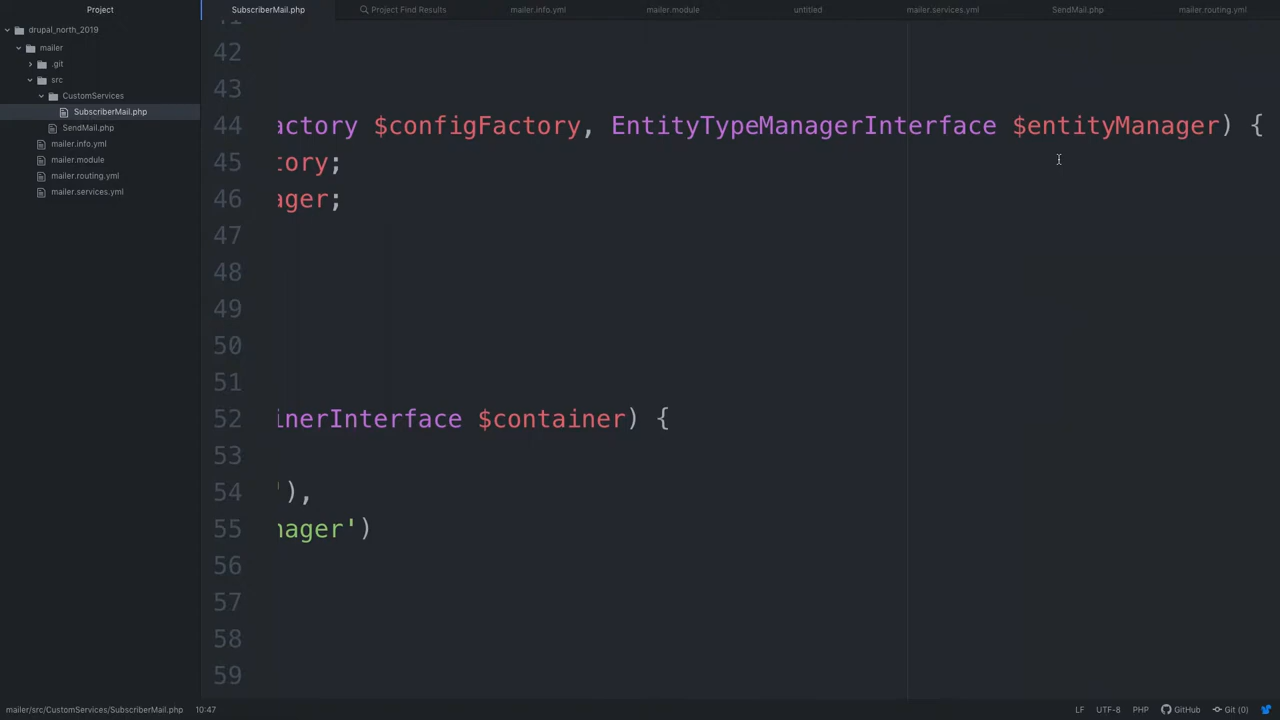 Project
SubscriberMail.php
Project Find Results
mailer.info.yml
mailer.module
untitled
mailer.services.yml
SendMail.php
mailer.routing.yml
drupal_north_2019
mailer
.git
src
CustomServices
SubscriberMail.php
SendMail.php
mailer.info.yml
mailer.module
mailer.routing.yml
mailer.services.yml
42
43
44 actory $configFactory, EntityTypeManagerInterface $entityManager) {
45 tory;
46 ager;
47
48
49
50
51
52 inerInterface $container) {
53
54 '),
55 nager')
56
57
58
59
mailer/src/CustomServices/SubscriberMail.php 10:47
LF UTF-8 PHP GitHub Git (0)